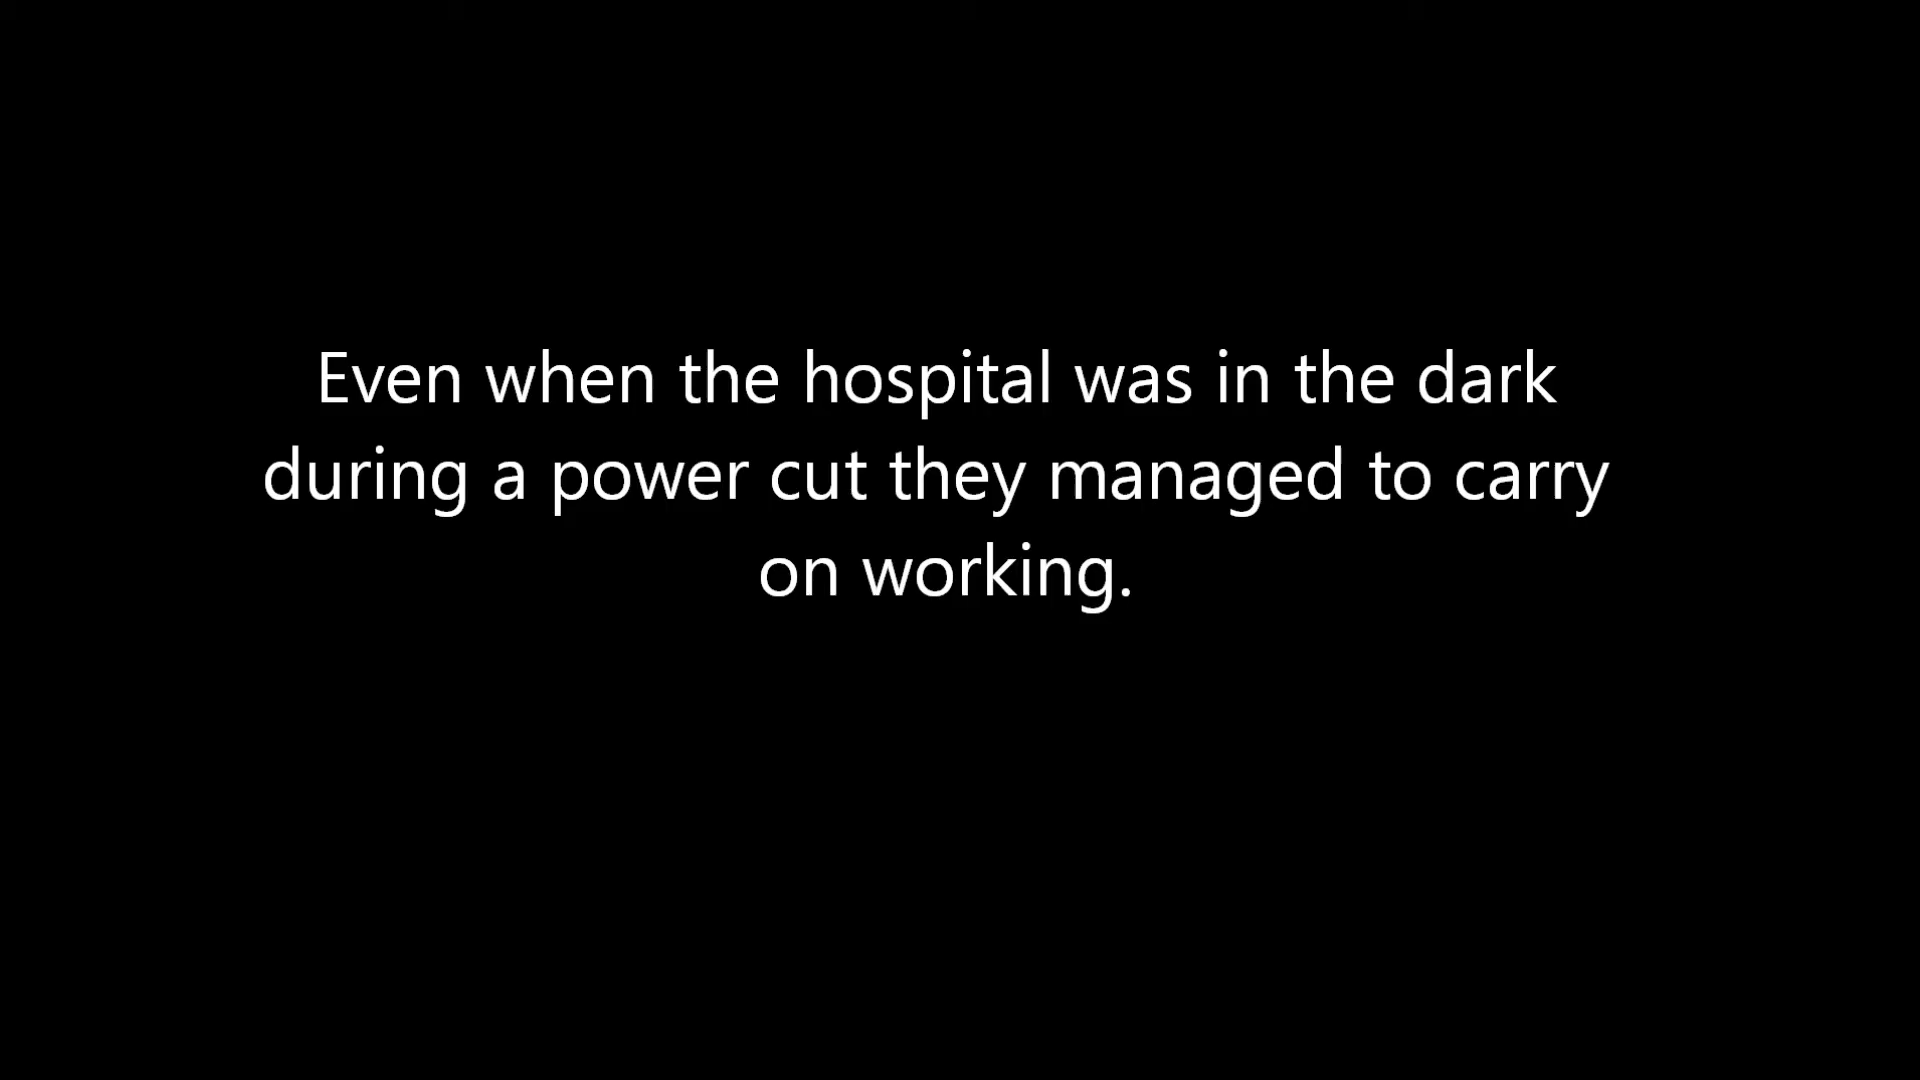 Even when the hospital was in the dark
during a power cut they managed to carry
on working.